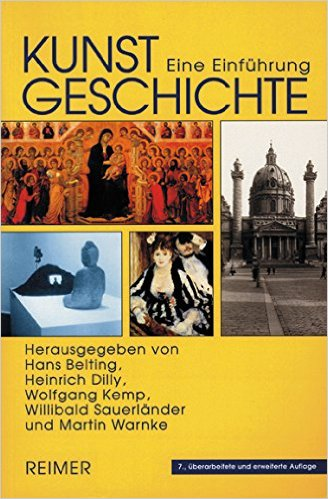 KUNST
Eine Einführung
GESCHICHTE
Herausgegeben von
Hans Belting,
Heinrich Dilly,
Wolfgang Kemp,
Willibald Sauerländer
und Martin Warnke
REIMER
7., überarbeitete und erweiterte Auflage